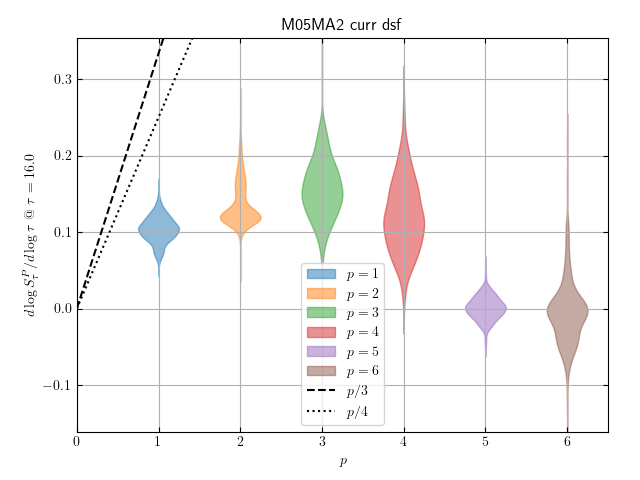 M05MA2 curr dsf
d log S_τ^P / d log τ @ τ = 16.0
0.3
0.2
0.1
0.0
−0.1
p = 1
p = 2
p = 3
p = 4
p = 5
p = 6
p/3
p/4
0 1 2 3 4 5 6
p